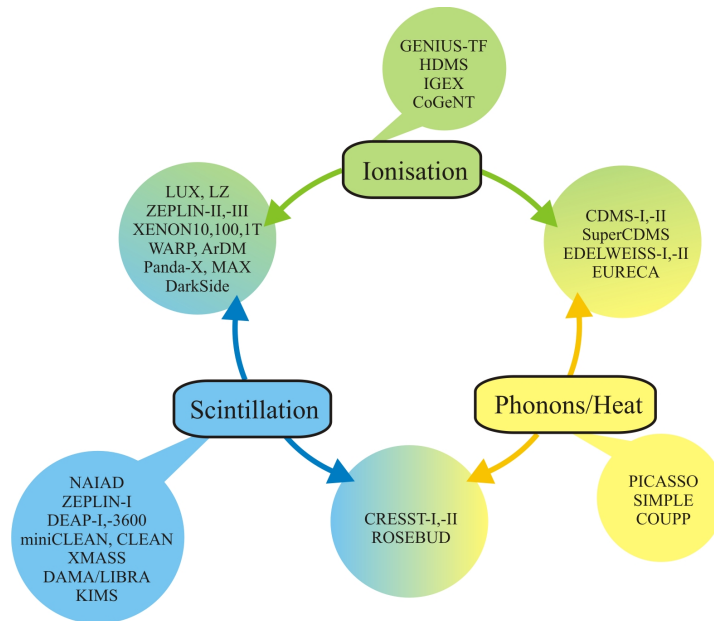 GENIUS-TF
HDMS
IGEX
CoGeNT
Ionisation
LUX, LZ
ZEPLIN-II,-III
XENON10,100,1T
WARP, ArDM
Panda-X, MAX
DarkSide
CDMS-I,-II
SuperCDMS
EDELWEISS-I,-II
EURECA
Scintillation
Phonons/Heat
NAIAD
ZEPLIN-I
DEAP-I,-3600
miniCLEAN, CLEAN
XMASS
DAMA/LIBRA
KIMS
CRESST-I,-II
ROSEBUD
PICASSO
SIMPLE
COUPP